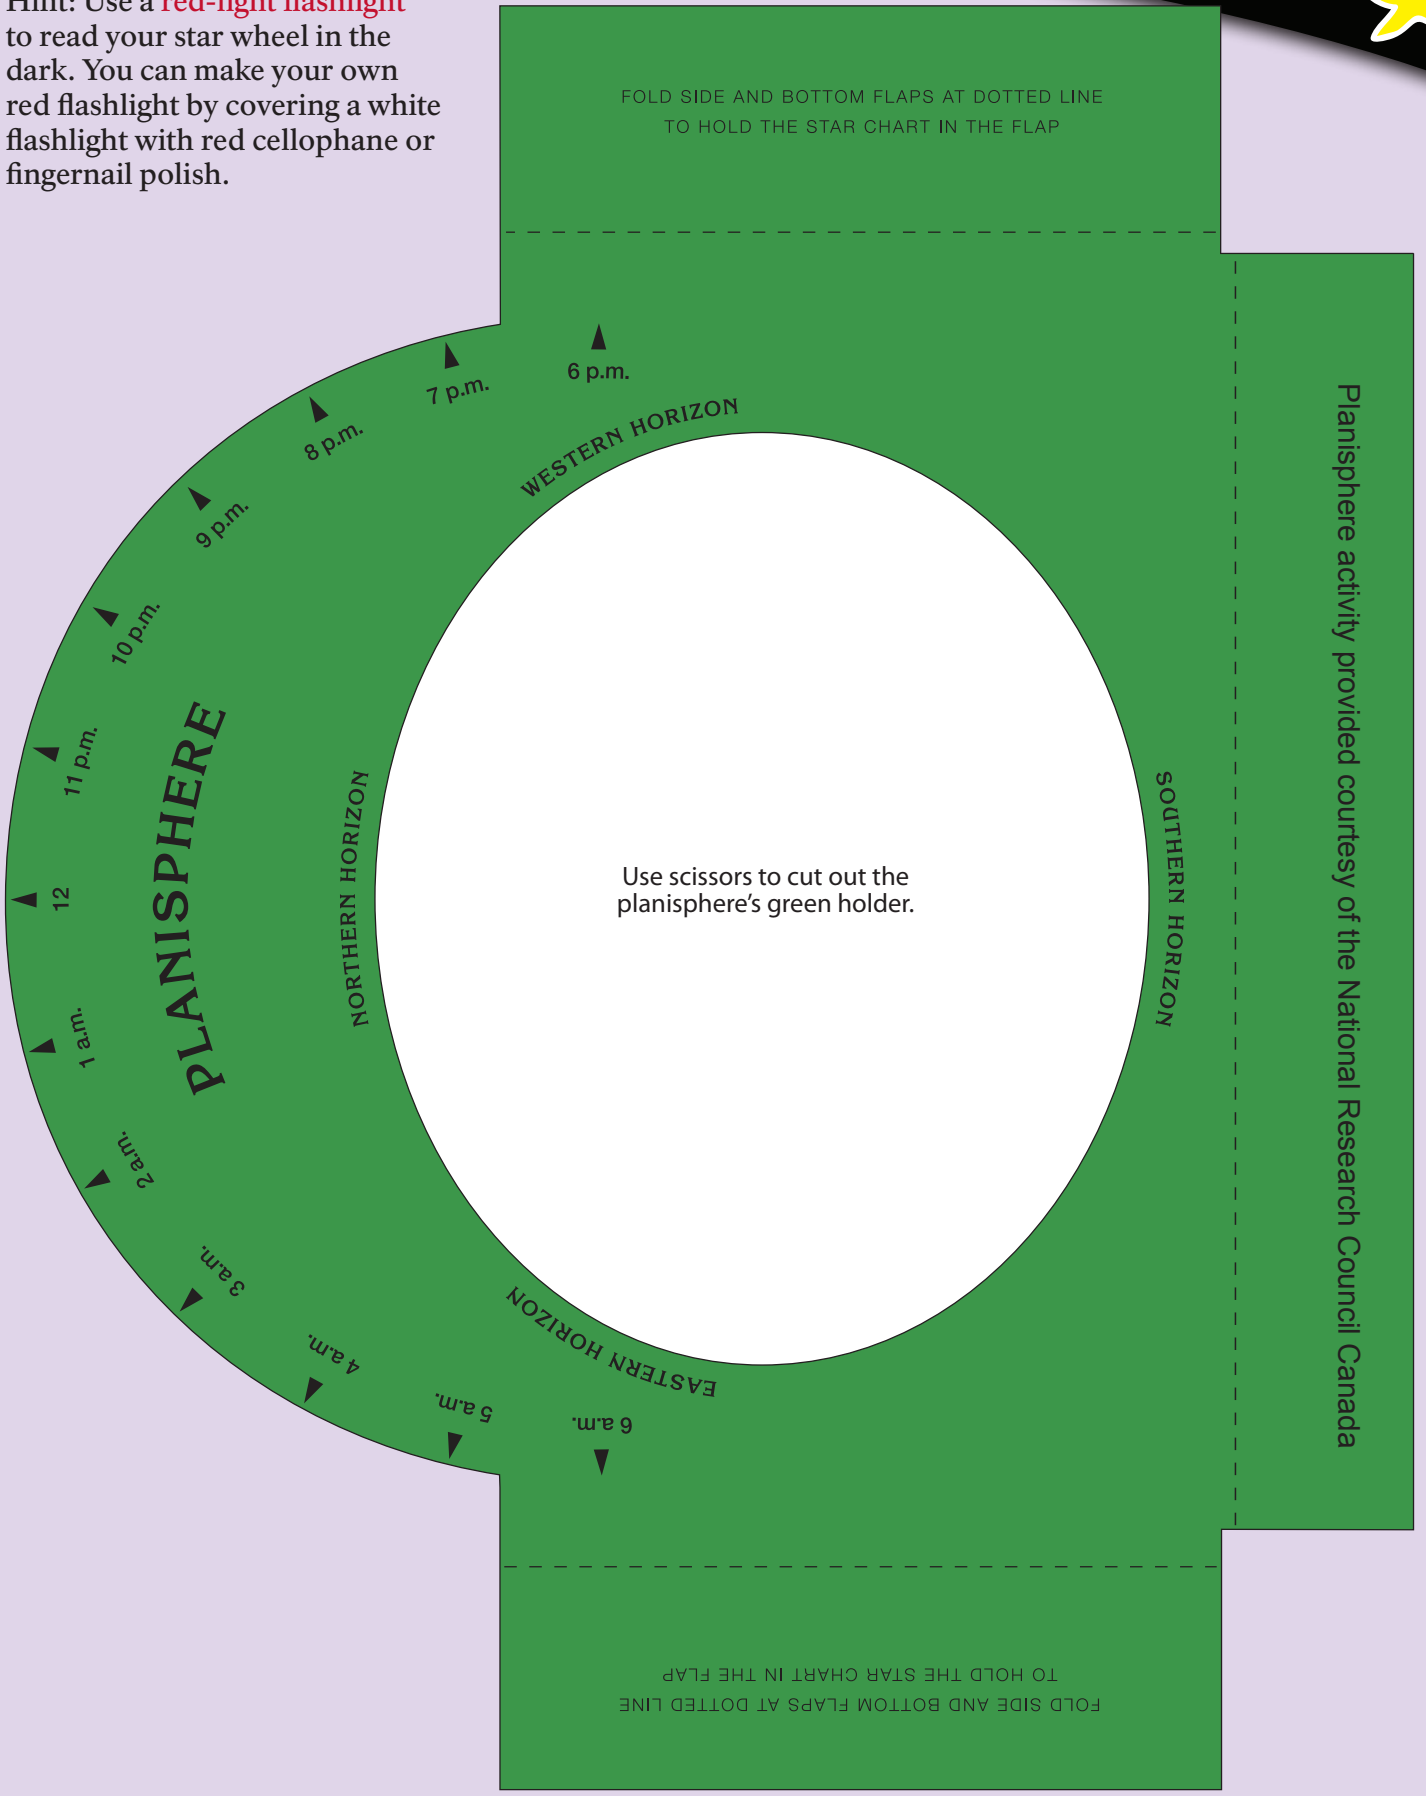 Hint: Use a red-light flashlight
to read your star wheel in the
dark. You can make your own
red flashlight by covering a white
flashlight with red cellophane or
fingernail polish.
FOLD SIDE AND BOTTOM FLAPS AT DOTTED LINE
TO HOLD THE STAR CHART IN THE FLAP
6 p.m.
7 p.m.
8 p.m.
9 p.m.
10 p.m.
11 p.m.
12
1 a.m.
2 a.m.
3 a.m.
4 a.m.
5 a.m.
6 a.m.
WESTERN HORIZON
PLANISPHERE
NORTHERN HORIZON
Use scissors to cut out the
planisphere's green holder.
SOUTHERN HORIZON
EASTERN HORIZON
Planisphere activity provided courtesy of the National Research Council Canada
FOLD SIDE AND BOTTOM FLAPS AT DOTTED LINE
TO HOLD THE STAR CHART IN THE FLAP